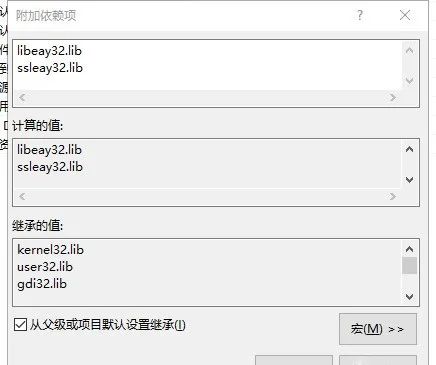 附加依赖项
libeay32.lib
ssleay32.lib
计算的值:
libeay32.lib
ssleay32.lib
继承的值:
kernel32.lib
user32.lib
gdi32.lib
从父级或项目默认设置继承(I)
宏(M) >>